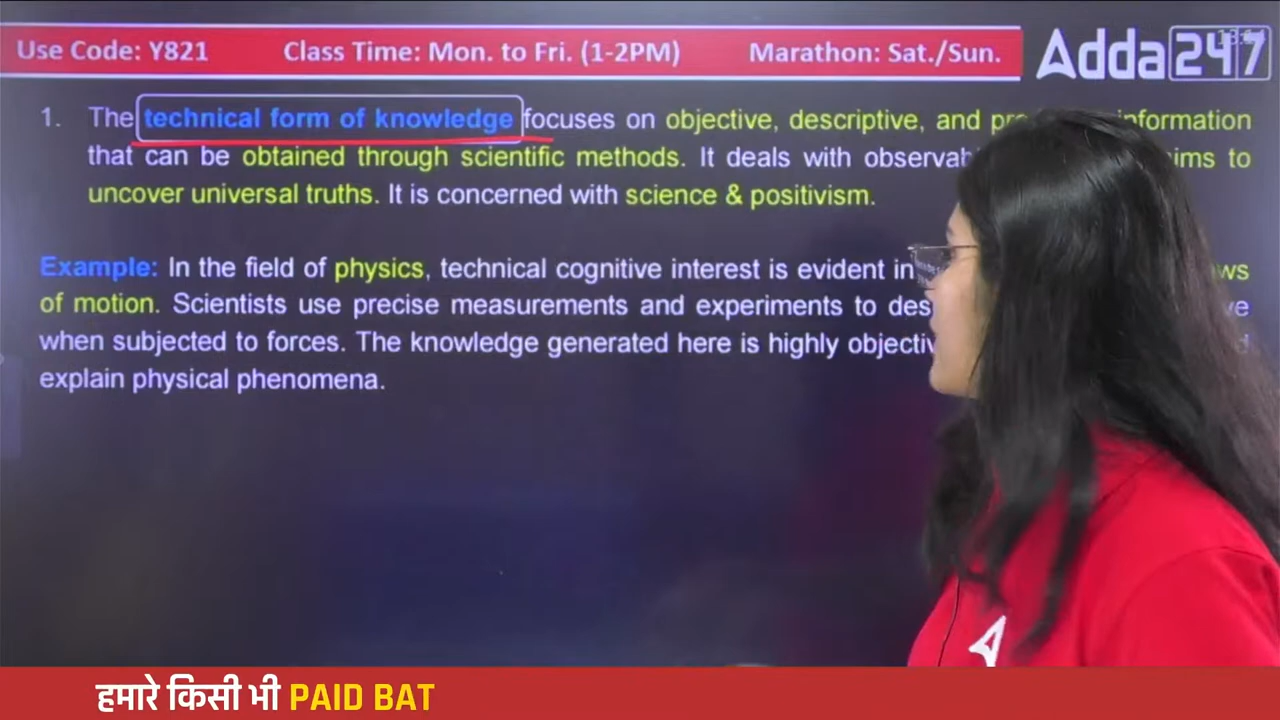 Use Code: Y821 Class Time: Mon. to Fri. (1-2PM) Marathon: Sat./Sun. Adda247
1. The technical form of knowledge focuses on objective, descriptive, and information
that can be obtained through scientific methods. It deals with to
uncover universal truths. It is concerned with science & positivism.
Example: In the field of physics, technical cognitive interest is evident in
of motion. Scientists use precise measurements and experiments to
when subjected to forces. The knowledge generated here is highly
explain physical phenomena.
हमारे किसी भी PAID BAT